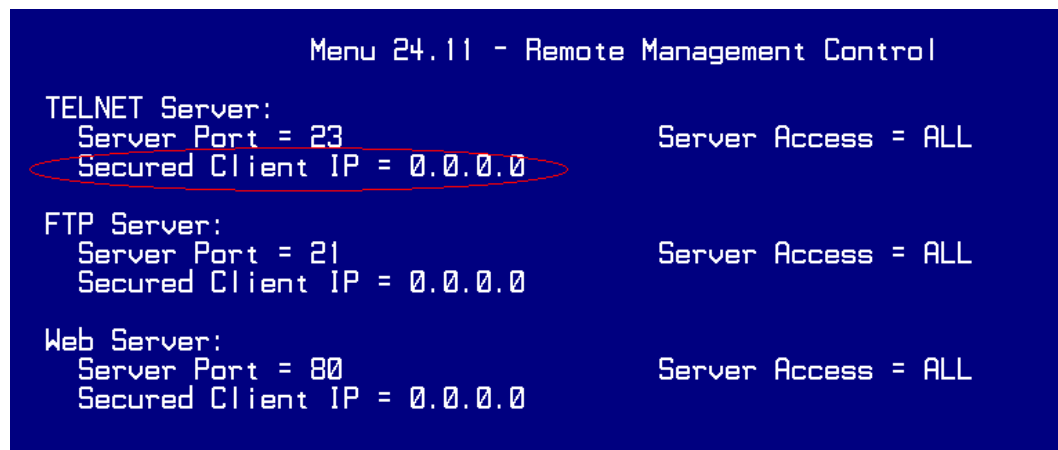 Menu 24.11 - Remote Management Control
TELNET Server:
Server Port = 23 Server Access = ALL
Secured Client IP = 0.0.0.0
FTP Server:
Server Port = 21 Server Access = ALL
Secured Client IP = 0.0.0.0
Web Server:
Server Port = 80 Server Access = ALL
Secured Client IP = 0.0.0.0